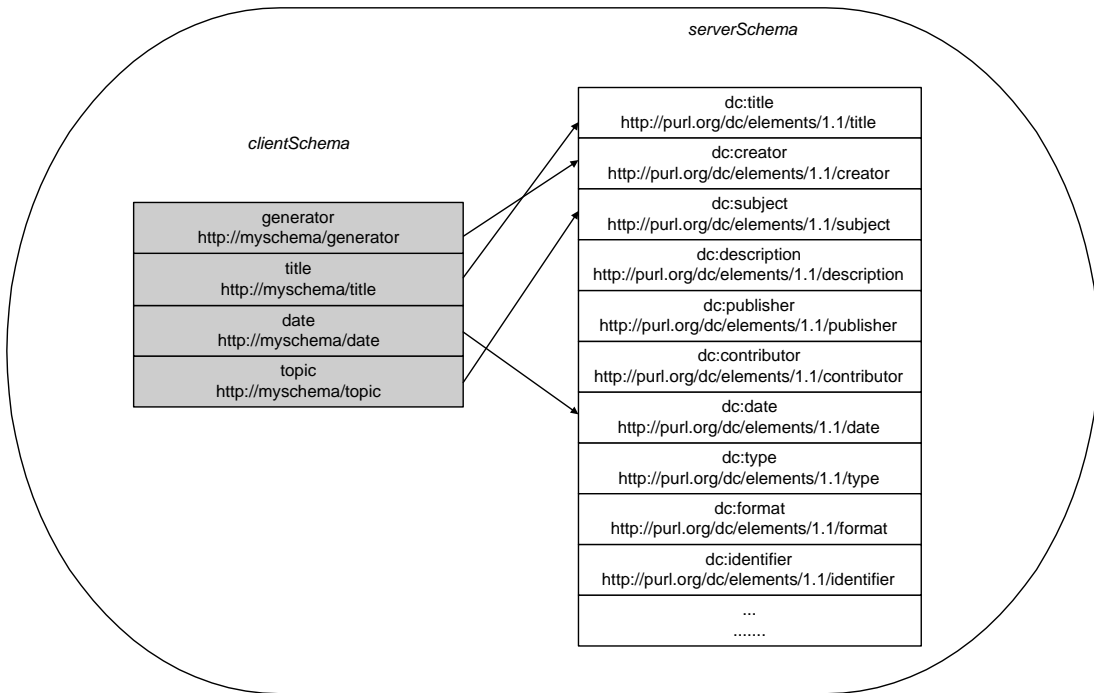 serverSchema
clientSchema
generator
http://myschema/generator
title
http://myschema/title
date
http://myschema/date
topic
http://myschema/topic
dc:title
http://purl.org/dc/elements/1.1/title
dc:creator
http://purl.org/dc/elements/1.1/creator
dc:subject
http://purl.org/dc/elements/1.1/subject
dc:description
http://purl.org/dc/elements/1.1/description
dc:publisher
http://purl.org/dc/elements/1.1/publisher
dc:contributor
http://purl.org/dc/elements/1.1/contributor
dc:date
http://purl.org/dc/elements/1.1/date
dc:type
http://purl.org/dc/elements/1.1/type
dc:format
http://purl.org/dc/elements/1.1/format
dc:identifier
http://purl.org/dc/elements/1.1/identifier
...
.......